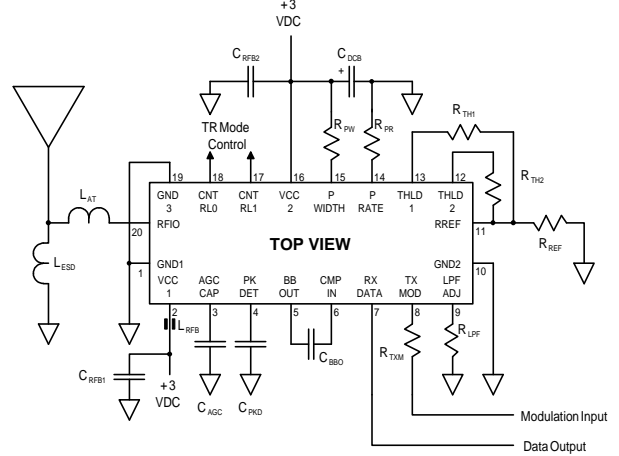 +3
VDC
C RFB2
C DCB
+
TR Mode
Control
R PW
R PR
R TH1
R TH2
19
18
17
16
15
14
13
12
GND
3
CNT
RL0
CNT
RL1
VCC
2
P
WIDTH
P
RATE
THLD
1
THLD
2
L AT
20
RFIO
RREF
11
R REF
TOP VIEW
L ESD
1
GND1
GND2
10
VCC
1
AGC
CAP
PK
DET
BB
OUT
CMP
IN
RX
DATA
TX
MOD
LPF
ADJ
2
3
4
5
6
7
8
9
L RFB
C BBO
R TXM
R LPF
C RFB1
+3
VDC
C AGC
C PKD
Modulation Input
Data Output